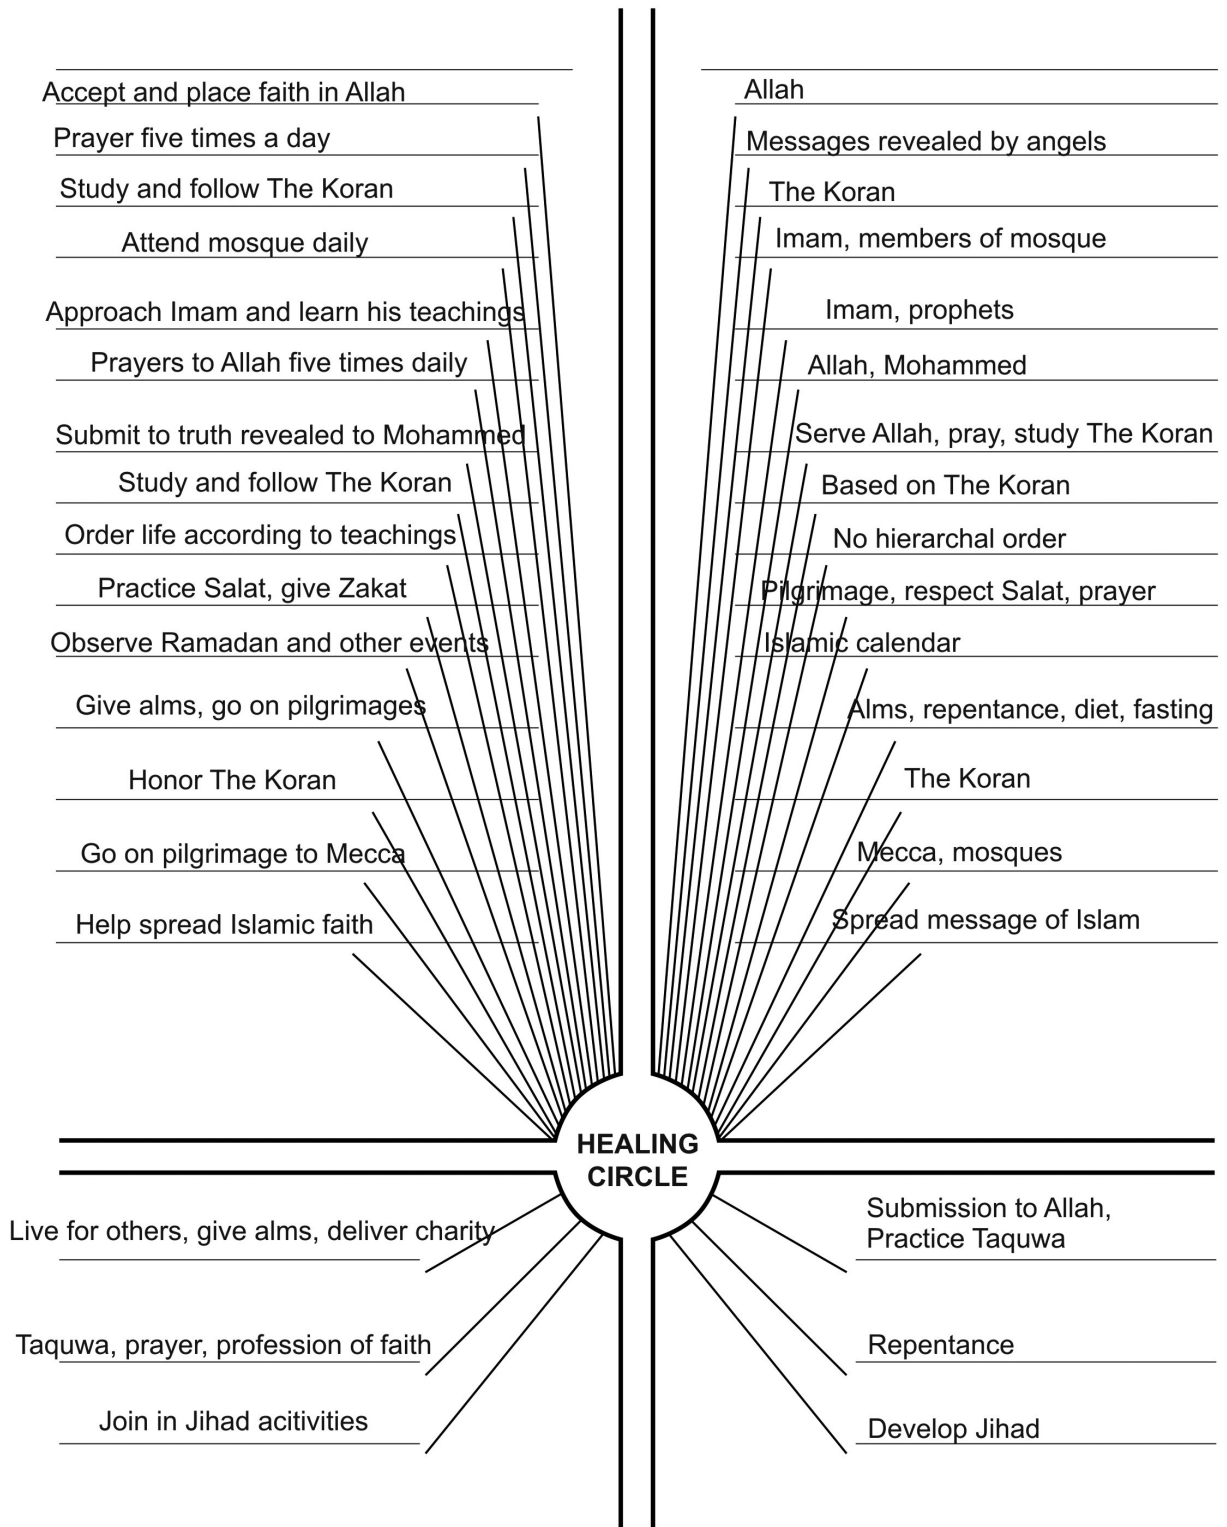 Accept and place faith in Allah
Prayer five times a day
Study and follow The Koran
Attend mosque daily
Approach Imam and learn his teachings
Prayers to Allah five times daily
Submit to truth revealed to Mohammed
Study and follow The Koran
Order life according to teachings
Practice Salat, give Zakat
Observe Ramadan and other events
Give alms, go on pilgrimages
Honor The Koran
Go on pilgrimage to Mecca
Help spread Islamic faith
Allah
Messages revealed by angels
The Koran
Imam, members of mosque
Imam, prophets
Allah, Mohammed
Serve Allah, pray, study The Koran
Based on The Koran
No hierarchal order
Pilgrimage, respect Salat, prayer
Islamic calendar
Alms, repentance, diet, fasting
The Koran
Mecca, mosques
Spread message of Islam
HEALING
CIRCLE
Live for others, give alms, deliver charity
Taquwa, prayer, profession of faith
Join in Jihad acitivities
Submission to Allah,
Practice Taquwa
Repentance
Develop Jihad